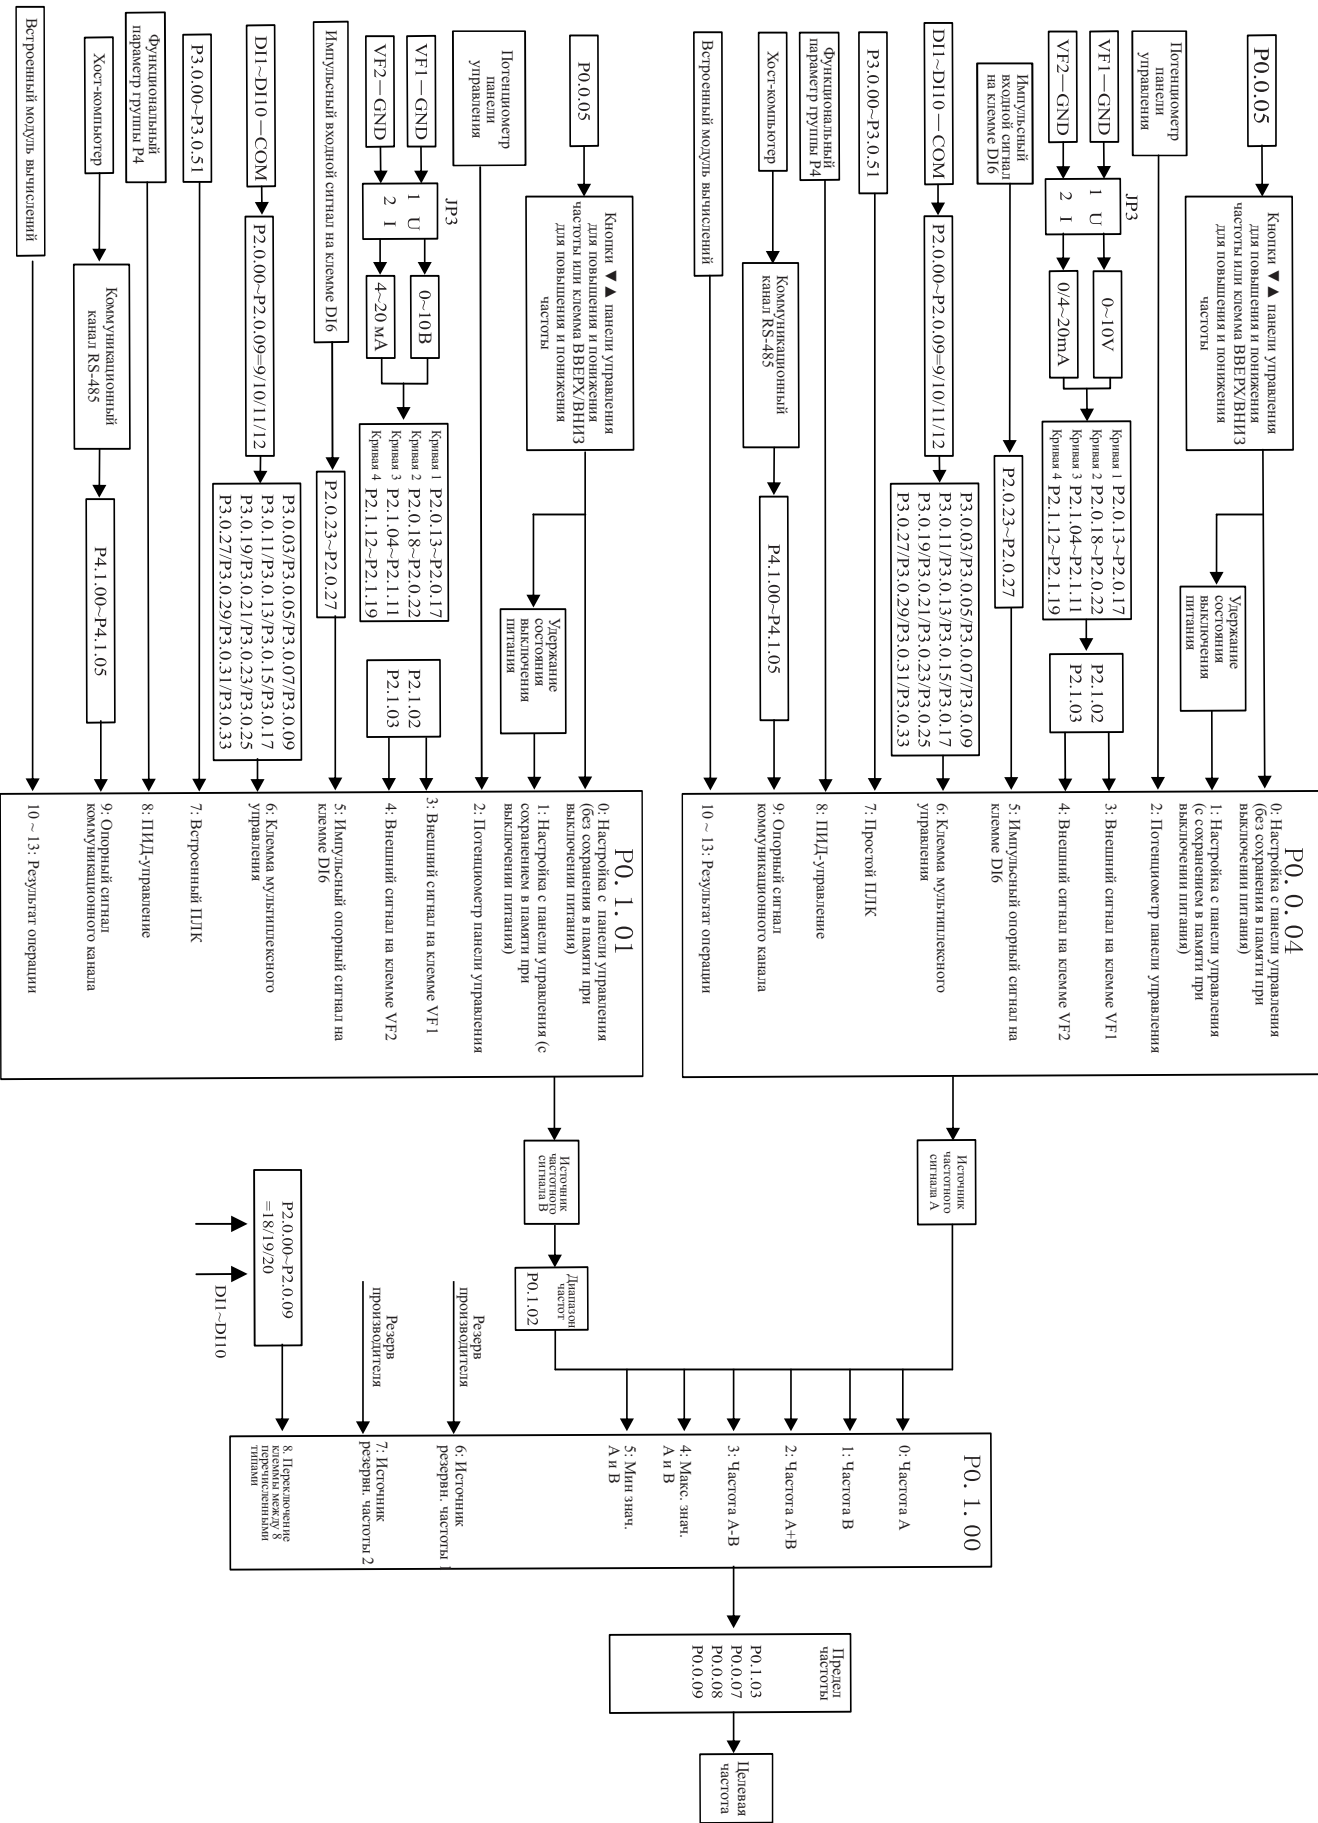 P0.0.05
Кнопки ▼▲ панели управления
для повышения и понижения
частоты или клемма ВВЕРХ/ВНИЗ
для повышения и понижения
частоты
Удержание
состояния
выключения
питания
Потенциометр
панели
управления
VF1—GND
VF2—GND
JP3
1 U
2 I
0~10V
0/4~20mA
Кривая 1 P2.0.13~P2.0.17
Кривая 2 P2.0.18~P2.0.22
Кривая 3 P2.1.04~P2.1.11
Кривая 4 P2.1.12~P2.1.19
P2.1.02
P2.1.03
Импульсный
входной сигнал
на клемме DI6
P2.0.23~P2.0.27
DI1~DI10—COM
P2.0.00~P2.0.09=9/10/11/12
P3.0.03/P3.0.05/P3.0.07/P3.0.09
P3.0.11/P3.0.13/P3.0.15/P3.0.17
P3.0.19/P3.0.21/P3.0.23/P3.0.25
P3.0.27/P3.0.29/P3.0.31/P3.0.33
P3.0.00~P3.0.51
Функциональный
параметр группы P4
Хост-компьютер
Коммуникационный
канал RS-485
P4.1.00~P4.1.05
Встроенный модуль вычислений
P0. 0. 04
0: Настройка с панели управления
(без сохранения в памяти при
выключении питания)
1: Настройка с панели управления
(с сохранением в памяти при
выключении питания)
2: Потенциометр панели управления
3: Внешний сигнал на клемме VF1
4: Внешний сигнал на клемме VF2
5: Импульсный опорный сигнал на
клемме DI6
6: Клемма мультиплексного
управления
7: Простой ПЛК
8: ПИД-управление
9: Опорный сигнал
коммуникационного канала
10 ~ 13: Результат операции
Источник
частотного
сигнала A
P0.0.05
Кнопки ▼▲ панели управления
для повышения и понижения
частоты или клемма ВВЕРХ/ВНИЗ
для повышения и понижения
частоты
Удержание
состояния
выключения
питания
Потенциометр
панели
управления
VF1—GND
VF2—GND
JP3
1 U
2 I
0~10В
4~20 мА
Кривая 1 P2.0.13~P2.0.17
Кривая 2 P2.0.18~P2.0.22
Кривая 3 P2.1.04~P2.1.11
Кривая 4 P2.1.12~P2.1.19
P2.1.02
P2.1.03
Импульсный входной сигнал на клемме DI6
P2.0.23~P2.0.27
DI1~DI10—COM
P2.0.00~P2.0.09=9/10/11/12
P3.0.03/P3.0.05/P3.0.07/P3.0.09
P3.0.11/P3.0.13/P3.0.15/P3.0.17
P3.0.19/P3.0.21/P3.0.23/P3.0.25
P3.0.27/P3.0.29/P3.0.31/P3.0.33
P3.0.00~P3.0.51
Функциональный
параметр группы P4
Хост-компьютер
Коммуникационный
канал RS-485
P4.1.00~P4.1.05
Встроенный модуль вычислений
P0. 1. 01
0: Настройка с панели управления
(без сохранения в памяти при
выключении питания)
1: Настройка с панели управления (с
сохранением в памяти при
выключении питания)
2: Потенциометр панели управления
3: Внешний сигнал на клемме VF1
4: Внешний сигнал на клемме VF2
5: Импульсный опорный сигнал на
клемме DI6
6: Клемма мультиплексного
управления
7: Встроенный ПЛК
8: ПИД-управление
9: Опорный сигнал
коммуникационного канала
10 ~ 13: Результат операции
Источник
частотного
сигнала B
Диапазон
частот
P0.1.02
Резерв
производителя
Резерв
производителя
P2.0.00~P2.0.09
=18/19/20
DI1~DI10
P0. 1. 00
0: Частота A
1: Частота B
2: Частота A+B
3: Частота A-B
4: Макс. знач.
A и B
5: Мин знач.
A и B
6: Источник
резервн. частоты 1
7: Источник
резервн. частоты 2
8. Переключение
клеммы между 8
перечисленными
типами
Предел
частоты
P0.1.03
P0.0.07
P0.0.08
P0.0.09
Целевая
частота